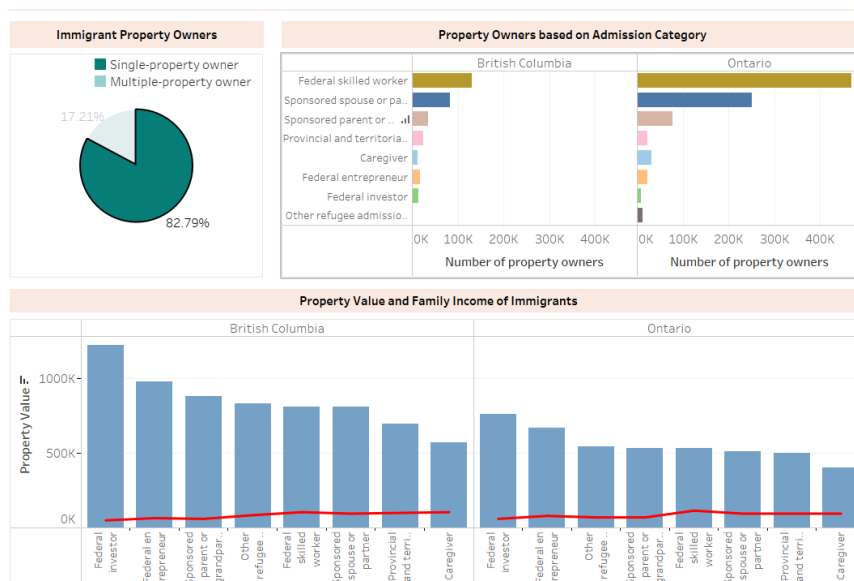 Immigrant Property Owners
Property Owners based on Admission Category
Single-property owner
Multiple-property owner
17.21%
82.79%
British Columbia
Ontario
Federal skilled worker
Sponsored spouse or pa..
Sponsored parent or ..
Provincial and territoria..
Caregiver
Federal entrepreneur
Federal investor
Other refugee admissio..
0K 100K 200K 300K 400K
0K 100K 200K 300K 400K
Number of property owners
Number of property owners
Property Value and Family Income of Immigrants
British Columbia
Ontario
Property Value
1000K
500K
0K
Federal
investor
Federal en
repreneur
Sponsored
parent or
grandpar..
Other
refugee ..
Federal
skilled
worker
Sponsored
spouse or
partner
Provincial
and terri..
Caregiver
Federal
investor
Federal en
repreneur
Other
refugee ..
Sponsored
parent or
grandpar..
Federal
skilled
worker
Sponsored
spouse or
partner
Provincial
and terri..
Caregiver